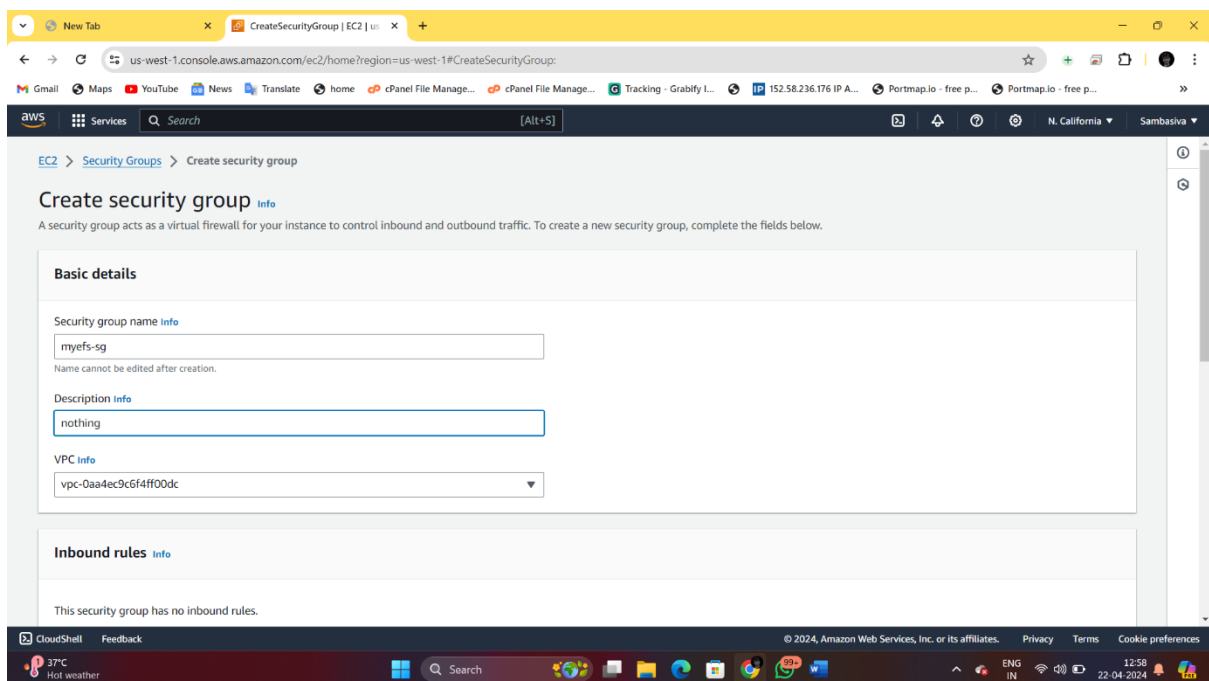 New Tab
CreateSecurityGroup | EC2 | us
us-west-1.console.aws.amazon.com/ec2/home?region=us-west-1#CreateSecurityGroup:
Gmail Maps YouTube News Translate home cPanel File Manage... cPanel File Manage... Tracking - Grabify I... IP 152.58.236.176 IP A... Portmap.io - free p... Portmap.io - free p... »
aws Services Search [Alt+S] N. California Sambasiva
EC2 > Security Groups > Create security group
Create security group Info
A security group acts as a virtual firewall for your instance to control inbound and outbound traffic. To create a new security group, complete the fields below.
Basic details
Security group name Info
myefs-sg
Name cannot be edited after creation.
Description Info
nothing
VPC Info
vpc-0aa4ec9c6f4ff00dc
Inbound rules Info
This security group has no inbound rules.
CloudShell Feedback © 2024, Amazon Web Services, Inc. or its affiliates. Privacy Terms Cookie preferences
1 37°C
Hot weather
Search
99+
ENG
IN
12:58
22-04-2024